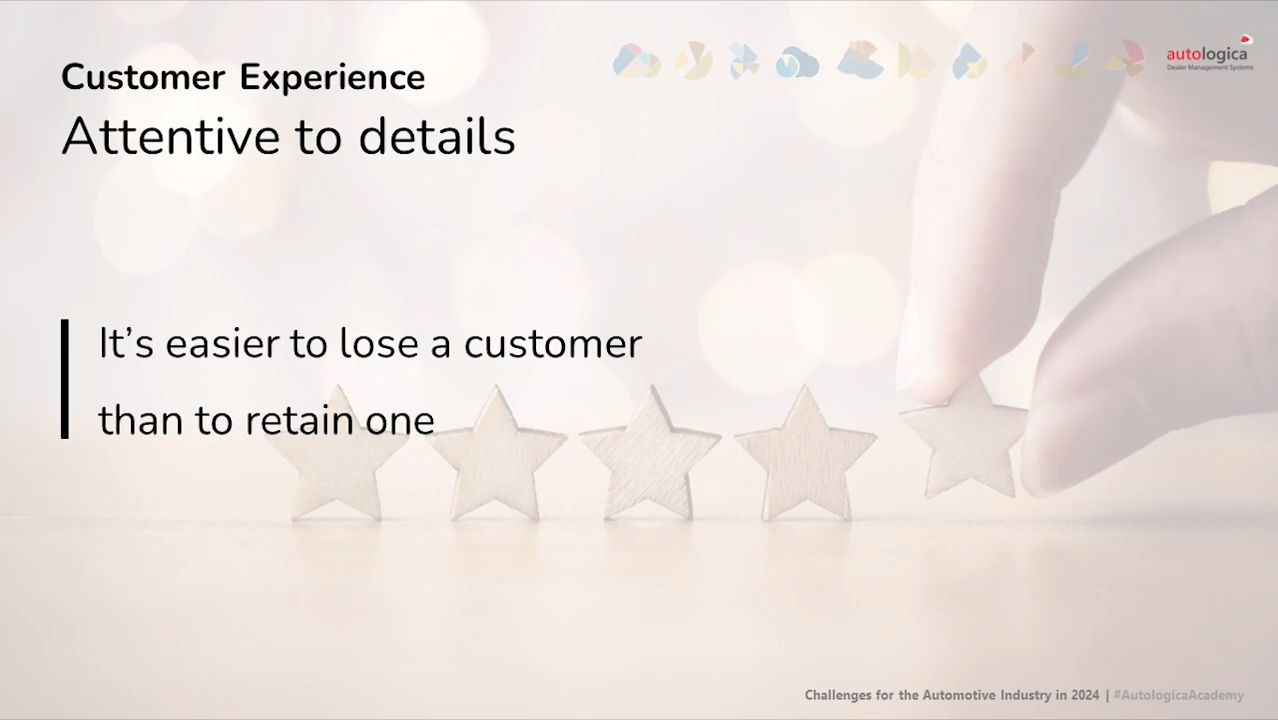 Customer Experience
Attentive to details
autologica
Dealer Management Systems
It's easier to lose a customer
than to retain one
Challenges for the Automotive Industry in 2024 | #AutologicaAcademy